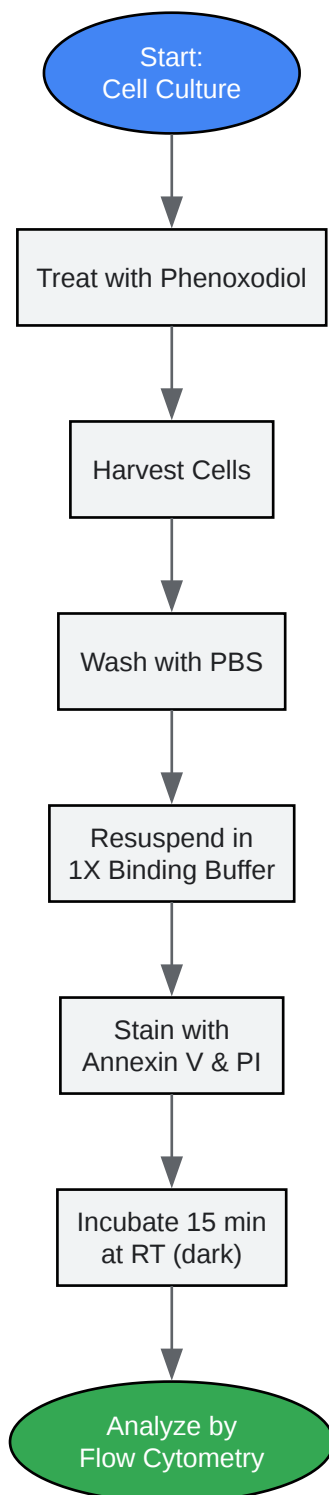 Start:
Cell Culture
Treat with Phenoxodiol
Harvest Cells
Wash with PBS
Resuspend in
1X Binding Buffer
Stain with
Annexin V & PI
Incubate 15 min
at RT (dark)
Analyze by
Flow Cytometry